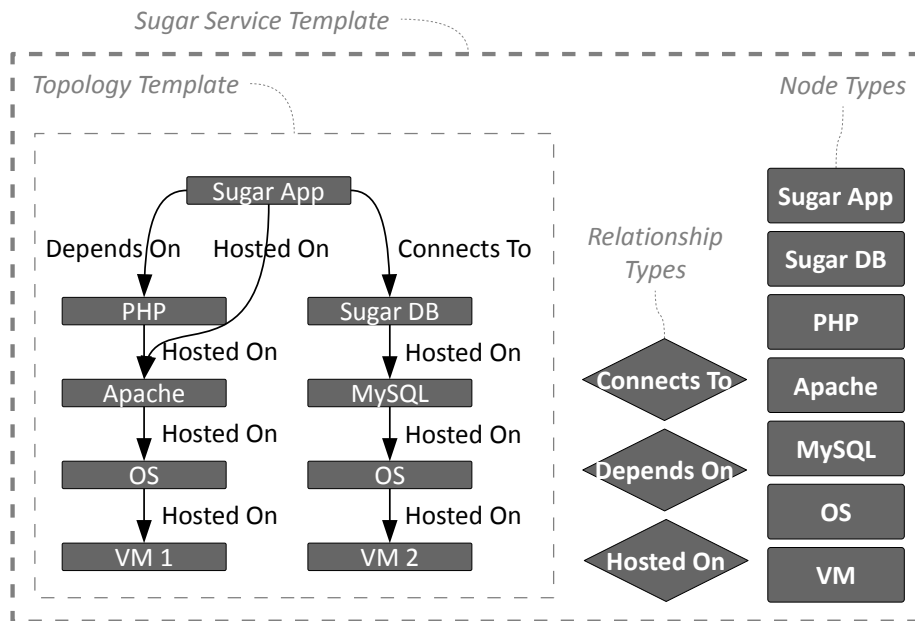 Sugar Service Template
Topology Template
Node Types
Sugar App
Depends On
Hosted On
Connects To
PHP
Sugar DB
Hosted On
Hosted On
Apache
MySQL
Hosted On
Hosted On
OS
OS
Hosted On
Hosted On
VM 1
VM 2
Relationship
Types
Connects To
Depends On
Hosted On
Sugar App
Sugar DB
PHP
Apache
MySQL
OS
VM